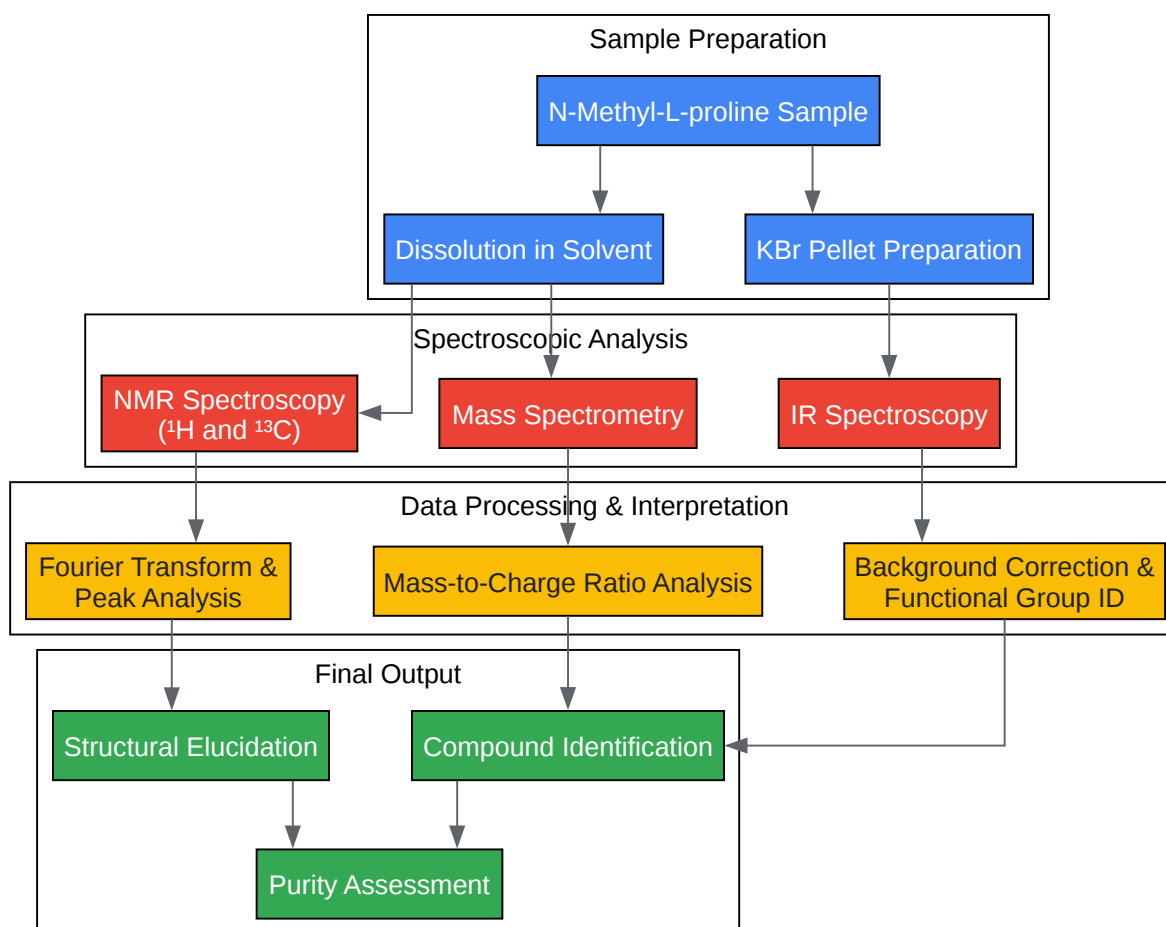 Sample Preparation
N-Methyl-L-proline Sample
Dissolution in Solvent
KBr Pellet Preparation
Spectroscopic Analysis
NMR Spectroscopy
(¹H and ¹³C)
Mass Spectrometry
IR Spectroscopy
Data Processing & Interpretation
Fourier Transform &
Peak Analysis
Mass-to-Charge Ratio Analysis
Background Correction &
Functional Group ID
Final Output
Structural Elucidation
Compound Identification
Purity Assessment